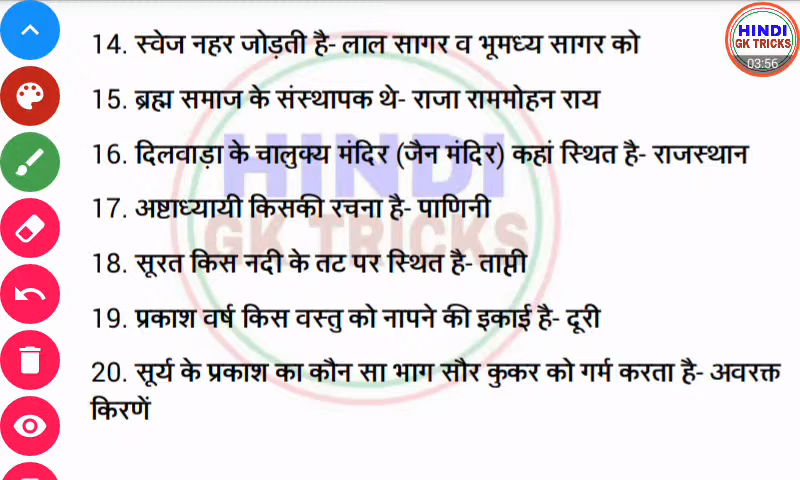 HINDI
GK TRICKS
03:56
14. स्वेज नहर जोड़ती है- लाल सागर व भूमध्य सागर को
15. ब्रह्म समाज के संस्थापक थे- राजा राममोहन राय
16. दिलवाड़ा के चालुक्य मंदिर (जैन मंदिर) कहां स्थित है- राजस्थान
17. अष्टाध्यायी किसकी रचना है- पाणिनी
18. सूरत किस नदी के तट पर स्थित है- ताप्ती
19. प्रकाश वर्ष किस वस्तु को नापने की इकाई है- दूरी
20. सूर्य के प्रकाश का कौन सा भाग सौर कुकर को गर्म करता है- अवरक्त
किरणें
HINDI
GK TRICKS